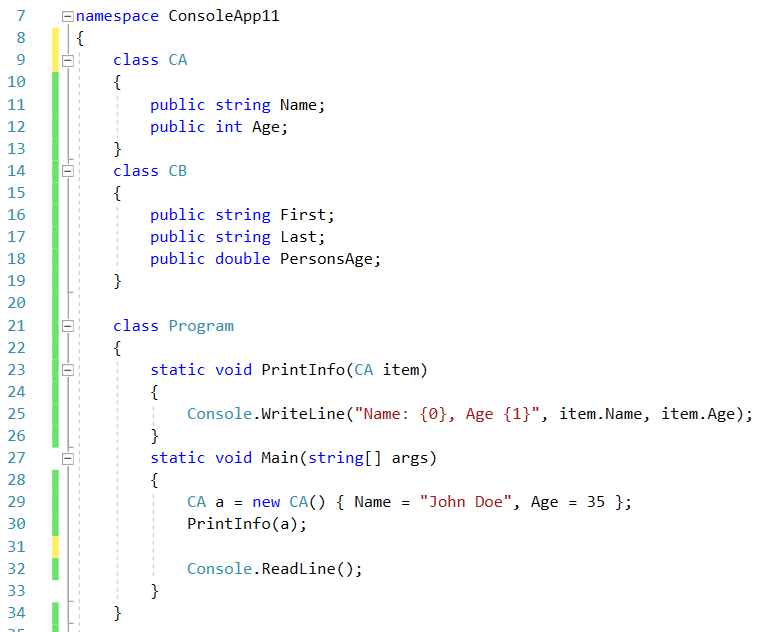 7 namespace ConsoleApp11
8 {
9 class CA
10 {
11 public string Name;
12 public int Age;
13 }
14 class CB
15 {
16 public string First;
17 public string Last;
18 public double PersonsAge;
19 }
20
21 class Program
22 {
23 static void PrintInfo(CA item)
24 {
25 Console.WriteLine("Name: {0}, Age {1}", item.Name, item.Age);
26 }
27 static void Main(string[] args)
28 {
29 CA a = new CA() { Name = "John Doe", Age = 35 };
30 PrintInfo(a);
31
32 Console.ReadLine();
33 }
34 }